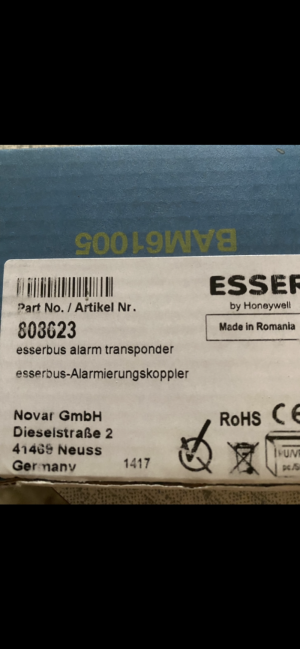 BAM61005
ESSER
by Honeywell
Part No. / Artikel Nr.
808623
Made in Romania
esserbus alarm transponder
esserbus-Alarmierungskoppler
Novar GmbH
Dieselstraße 2
41469 Neuss
Germany
1417
RoHS
CE